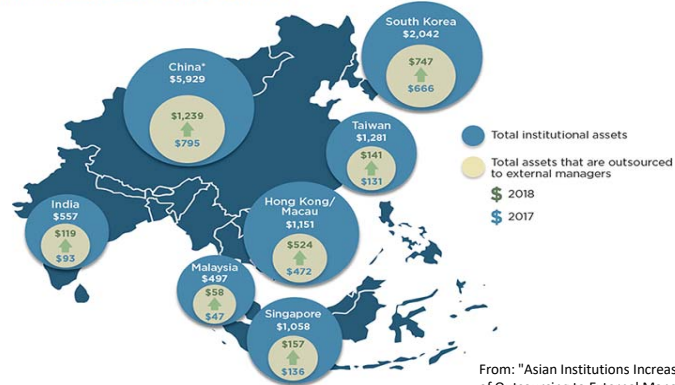 South Korea
$2,042
$747
$666
China*
$5,929
$1,239
$795
Taiwan
$1,281
$141
$131
Total institutional assets
Total assets that are outsourced
to external managers
$ 2018
$ 2017
India
$557
$119
$93
Hong Kong/
Macau
$1,151
$524
$472
Malaysia
$497
$58
$47
Singapore
$1,058
$157
$136
From: "Asian Institutions Increas